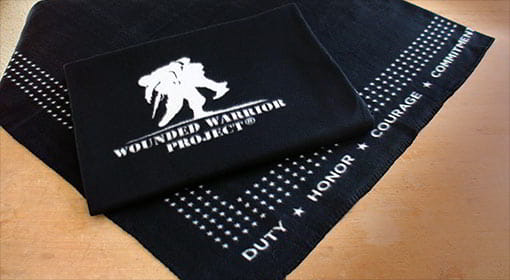 WOUNDED WARRIOR
PROJECT®
DUTY ★ HONOR ★ COURAGE ★ COMMITMENT